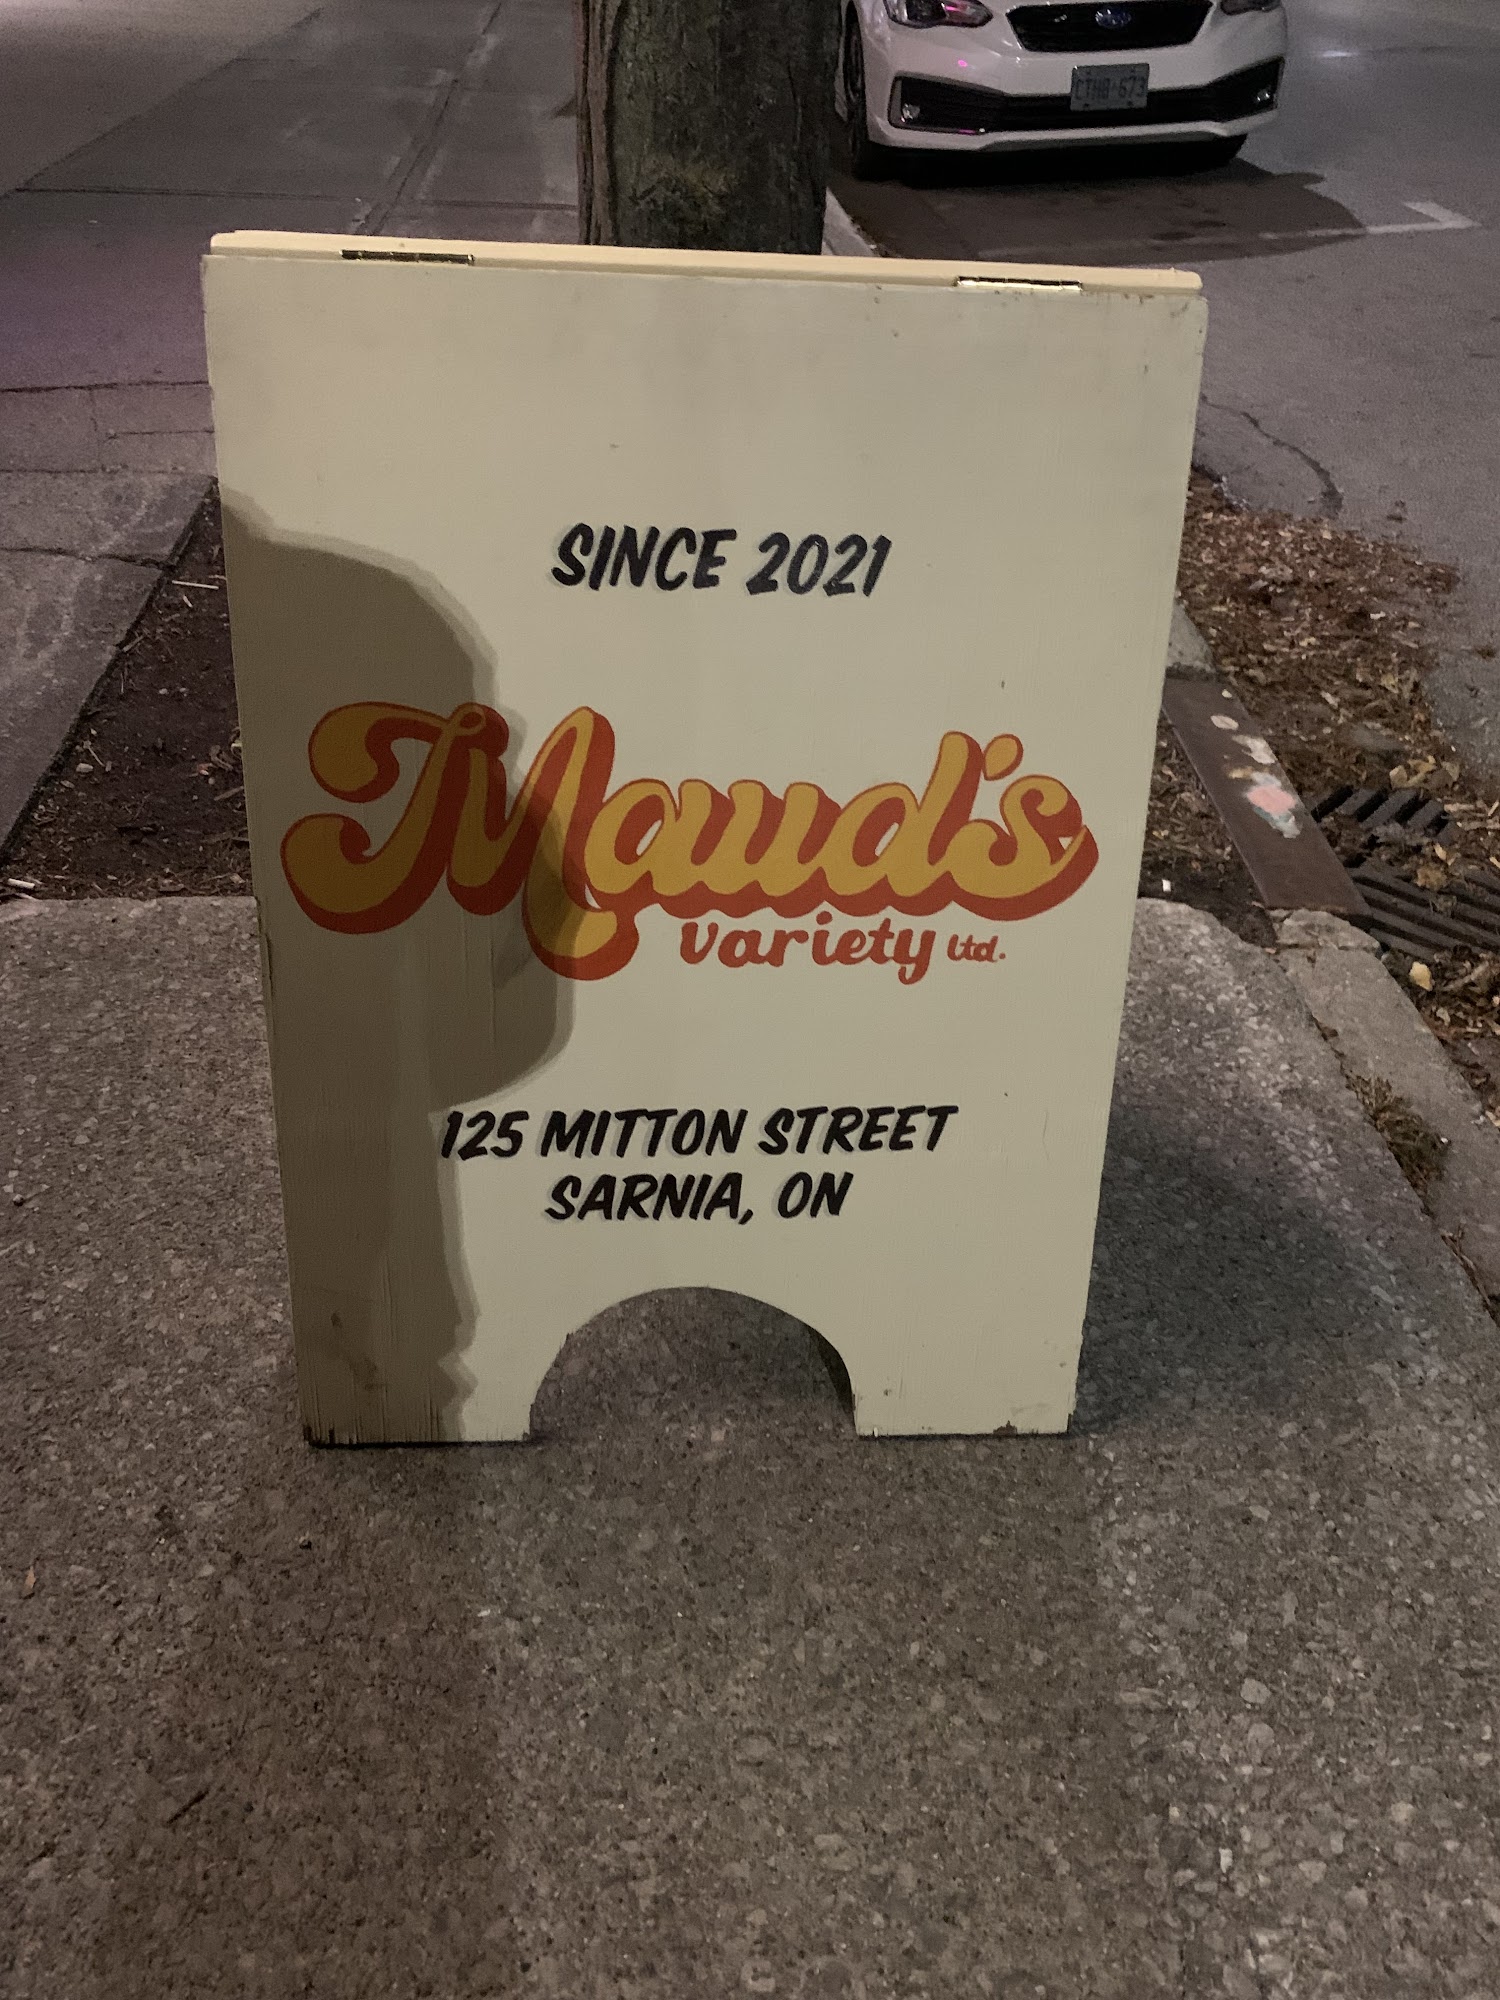 SINCE 2021
Maud's
variety ltd.
125 MITTON STREET
SARNIA, ON